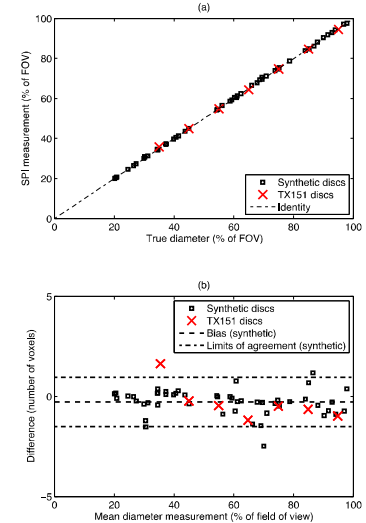 (a)
100
80
60
40
20
0
SPI measurement (% of FOV)
Synthetic discs
TX151 discs
Identity
0 20 40 60 80 100
True diameter (% of FOV)
(b)
5
0
−5
Difference (number of voxels)
Synthetic discs
TX151 discs
Bias (synthetic)
Limits of agreement (synthetic)
0 20 40 60 80 100
Mean diameter measurement (% of field of view)